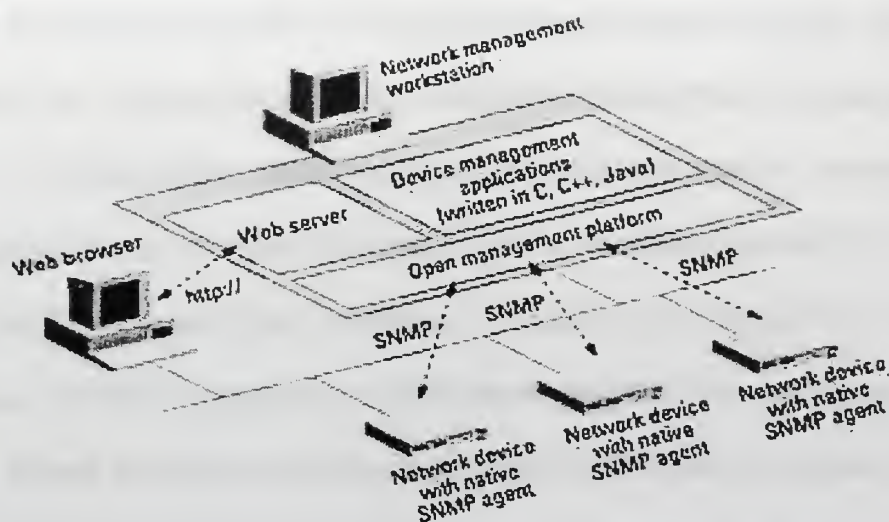 Network management
workstation
Device management
applications
(written in C, C++, Java)
Web server
Open management platform
Web browser
http://
SNMP
SNMP
SNMP
Network device
with native
SNMP agent
Network device
with native
SNMP agent
Network device
with native
SNMP agent